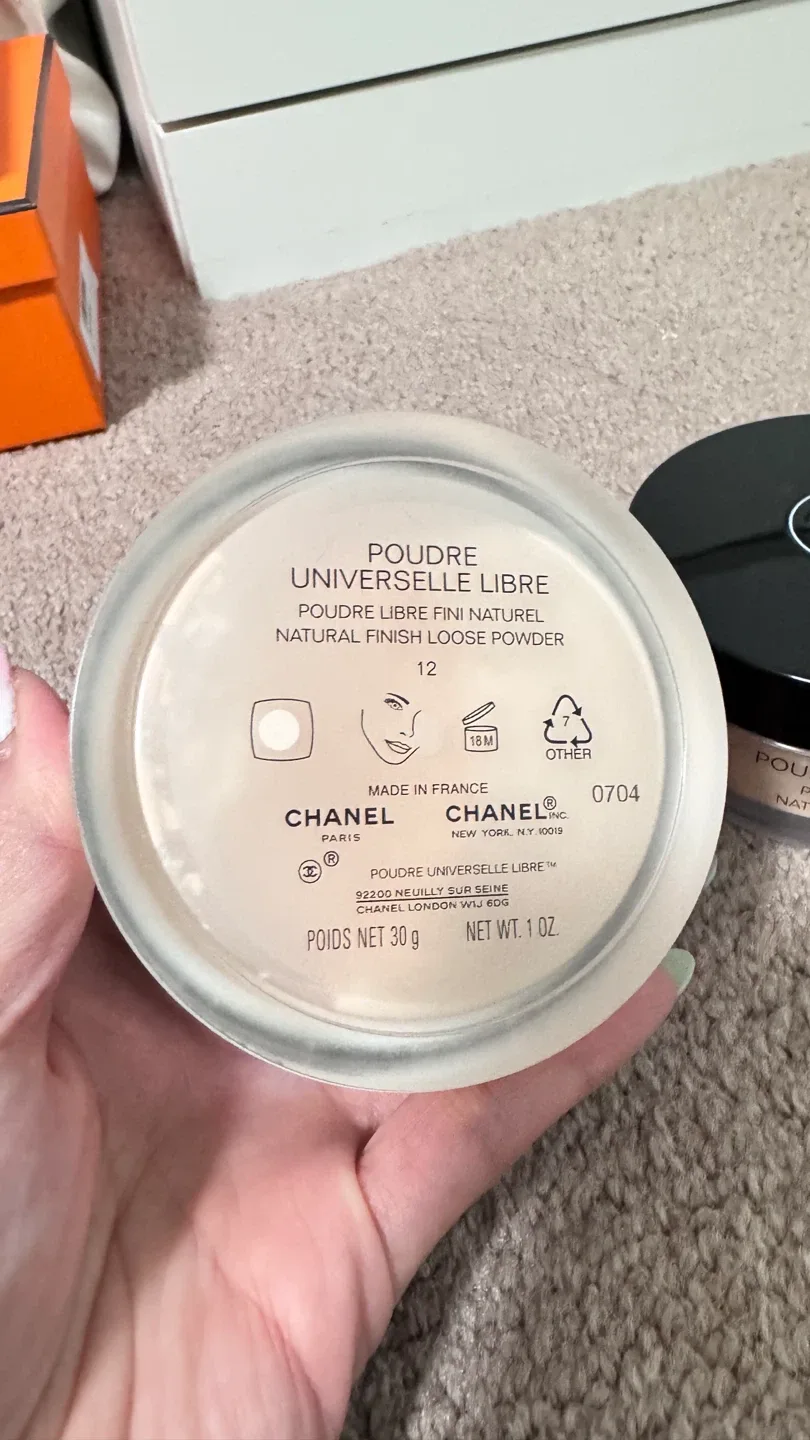 POUDRE
UNIVERSELLE LIBRE
POUDRE LIBRE FINI NATUREL
NATURAL FINISH LOOSE POWDER
12
18M
7
OTHER
MADE IN FRANCE
0704
CHANEL
PARIS
CHANEL® INC.
NEW YORK, N.Y. 10019
®
POUDRE UNIVERSELLE LIBRE™
92200 NEUILLY SUR SEINE
CHANEL LONDON W1J 6DG
POIDS NET 30 g NET WT. 1 OZ.
POU
P
NAT